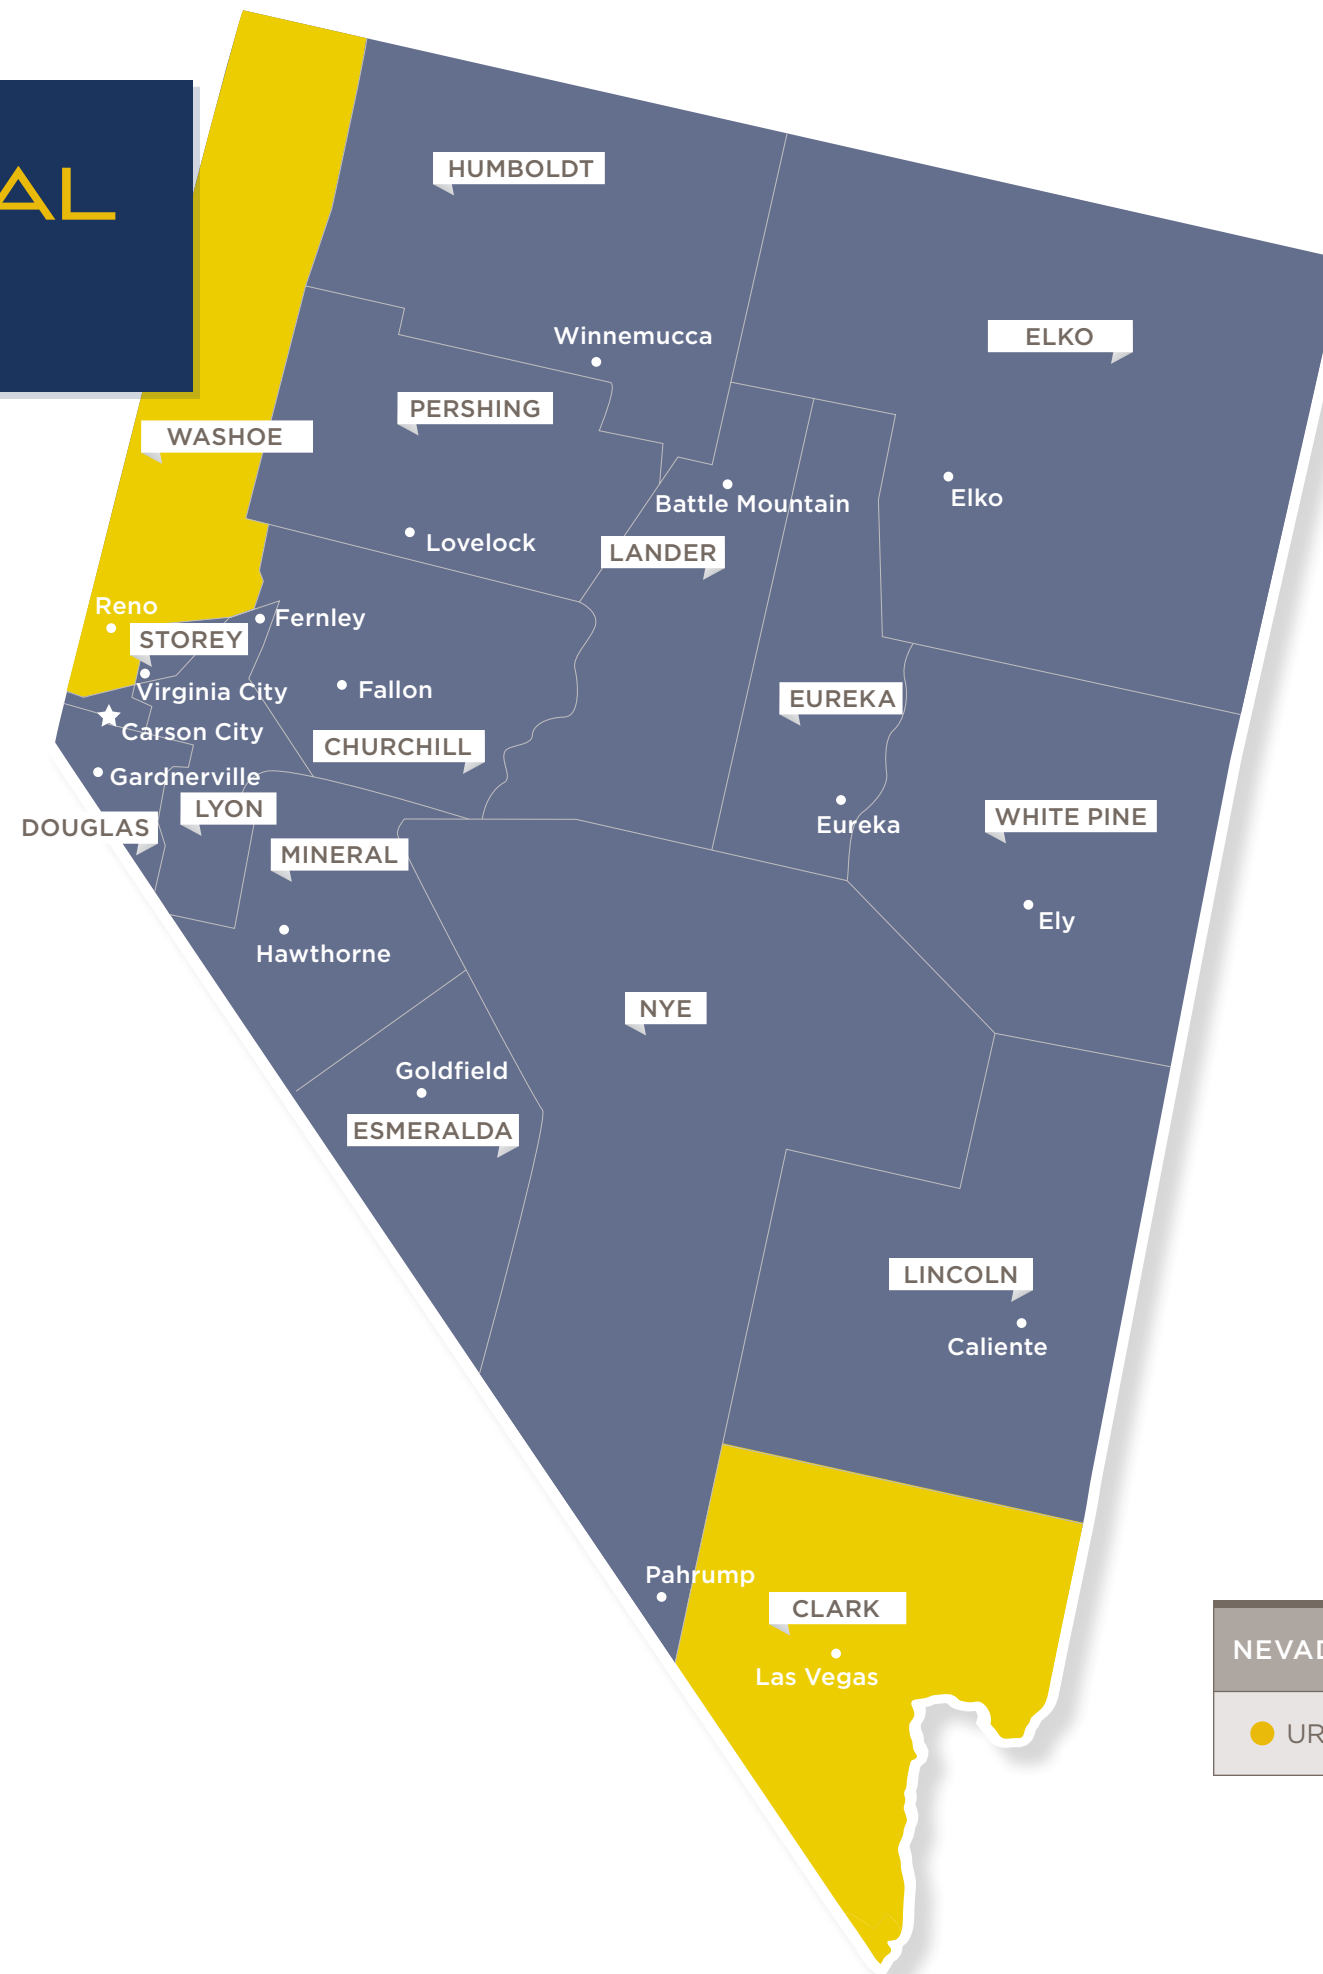 AL
HUMBOLDT
Winnemucca
ELKO
PERSHING
WASHOE
Elko
Battle Mountain
Lovelock
LANDER
Reno
Fernley
STOREY
Virginia City
Fallon
EUREKA
Carson City
CHURCHILL
Gardnerville
LYON
WHITE PINE
Eureka
DOUGLAS
MINERAL
Ely
Hawthorne
NYE
Goldfield
ESMERALDA
LINCOLN
Caliente
Pahrump
CLARK
Las Vegas
NEVAD
UR